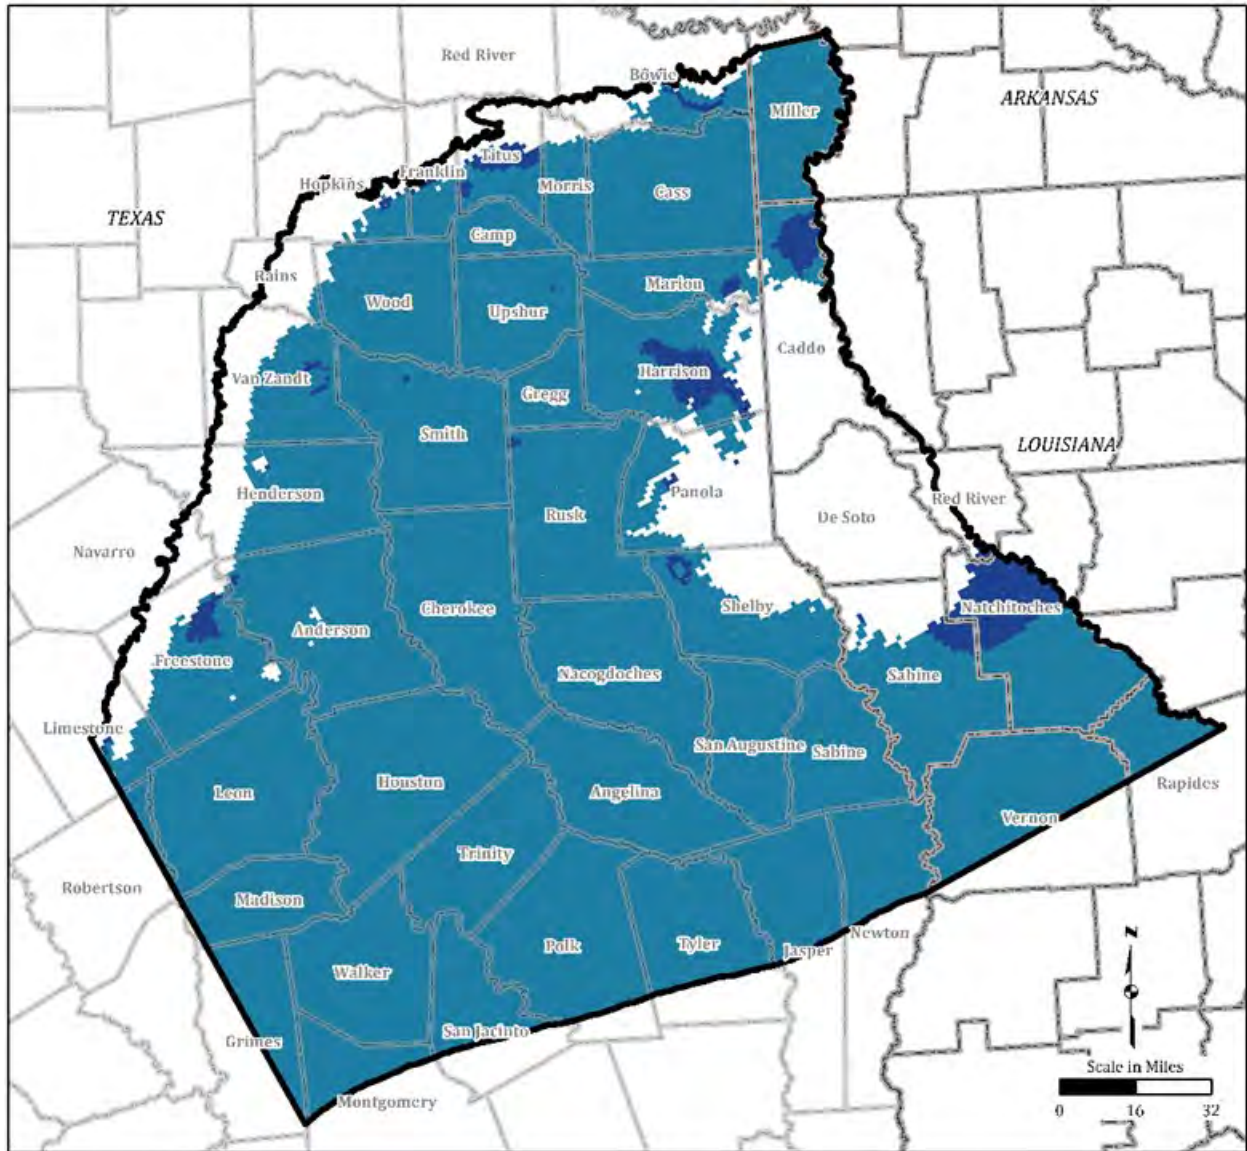 Red River
Bowie
ARKANSAS
Miller
Titus
Franklin
Hopkins
Morris
Cass
TEXAS
Camp
Rains
Marion
Wood
Upshur
Caddo
Van Zandt
Harrison
Gregg
Smith
LOUISIANA
Henderson
Panola
Red River
Rusk
De Soto
Navarro
Cherokee
Shelby
Natchitoches
Anderson
Freestone
Nacogdoches
Sabine
Limestone
San Augustine
Sabine
Houston
Leon
Angelina
Rapides
Vernon
Trinity
Robertson
Madison
Newton
Polk
Tyler
Jasper
N
Walker
San Jacinto
Grimes
Scale in Miles
Montgomery
0 16 32